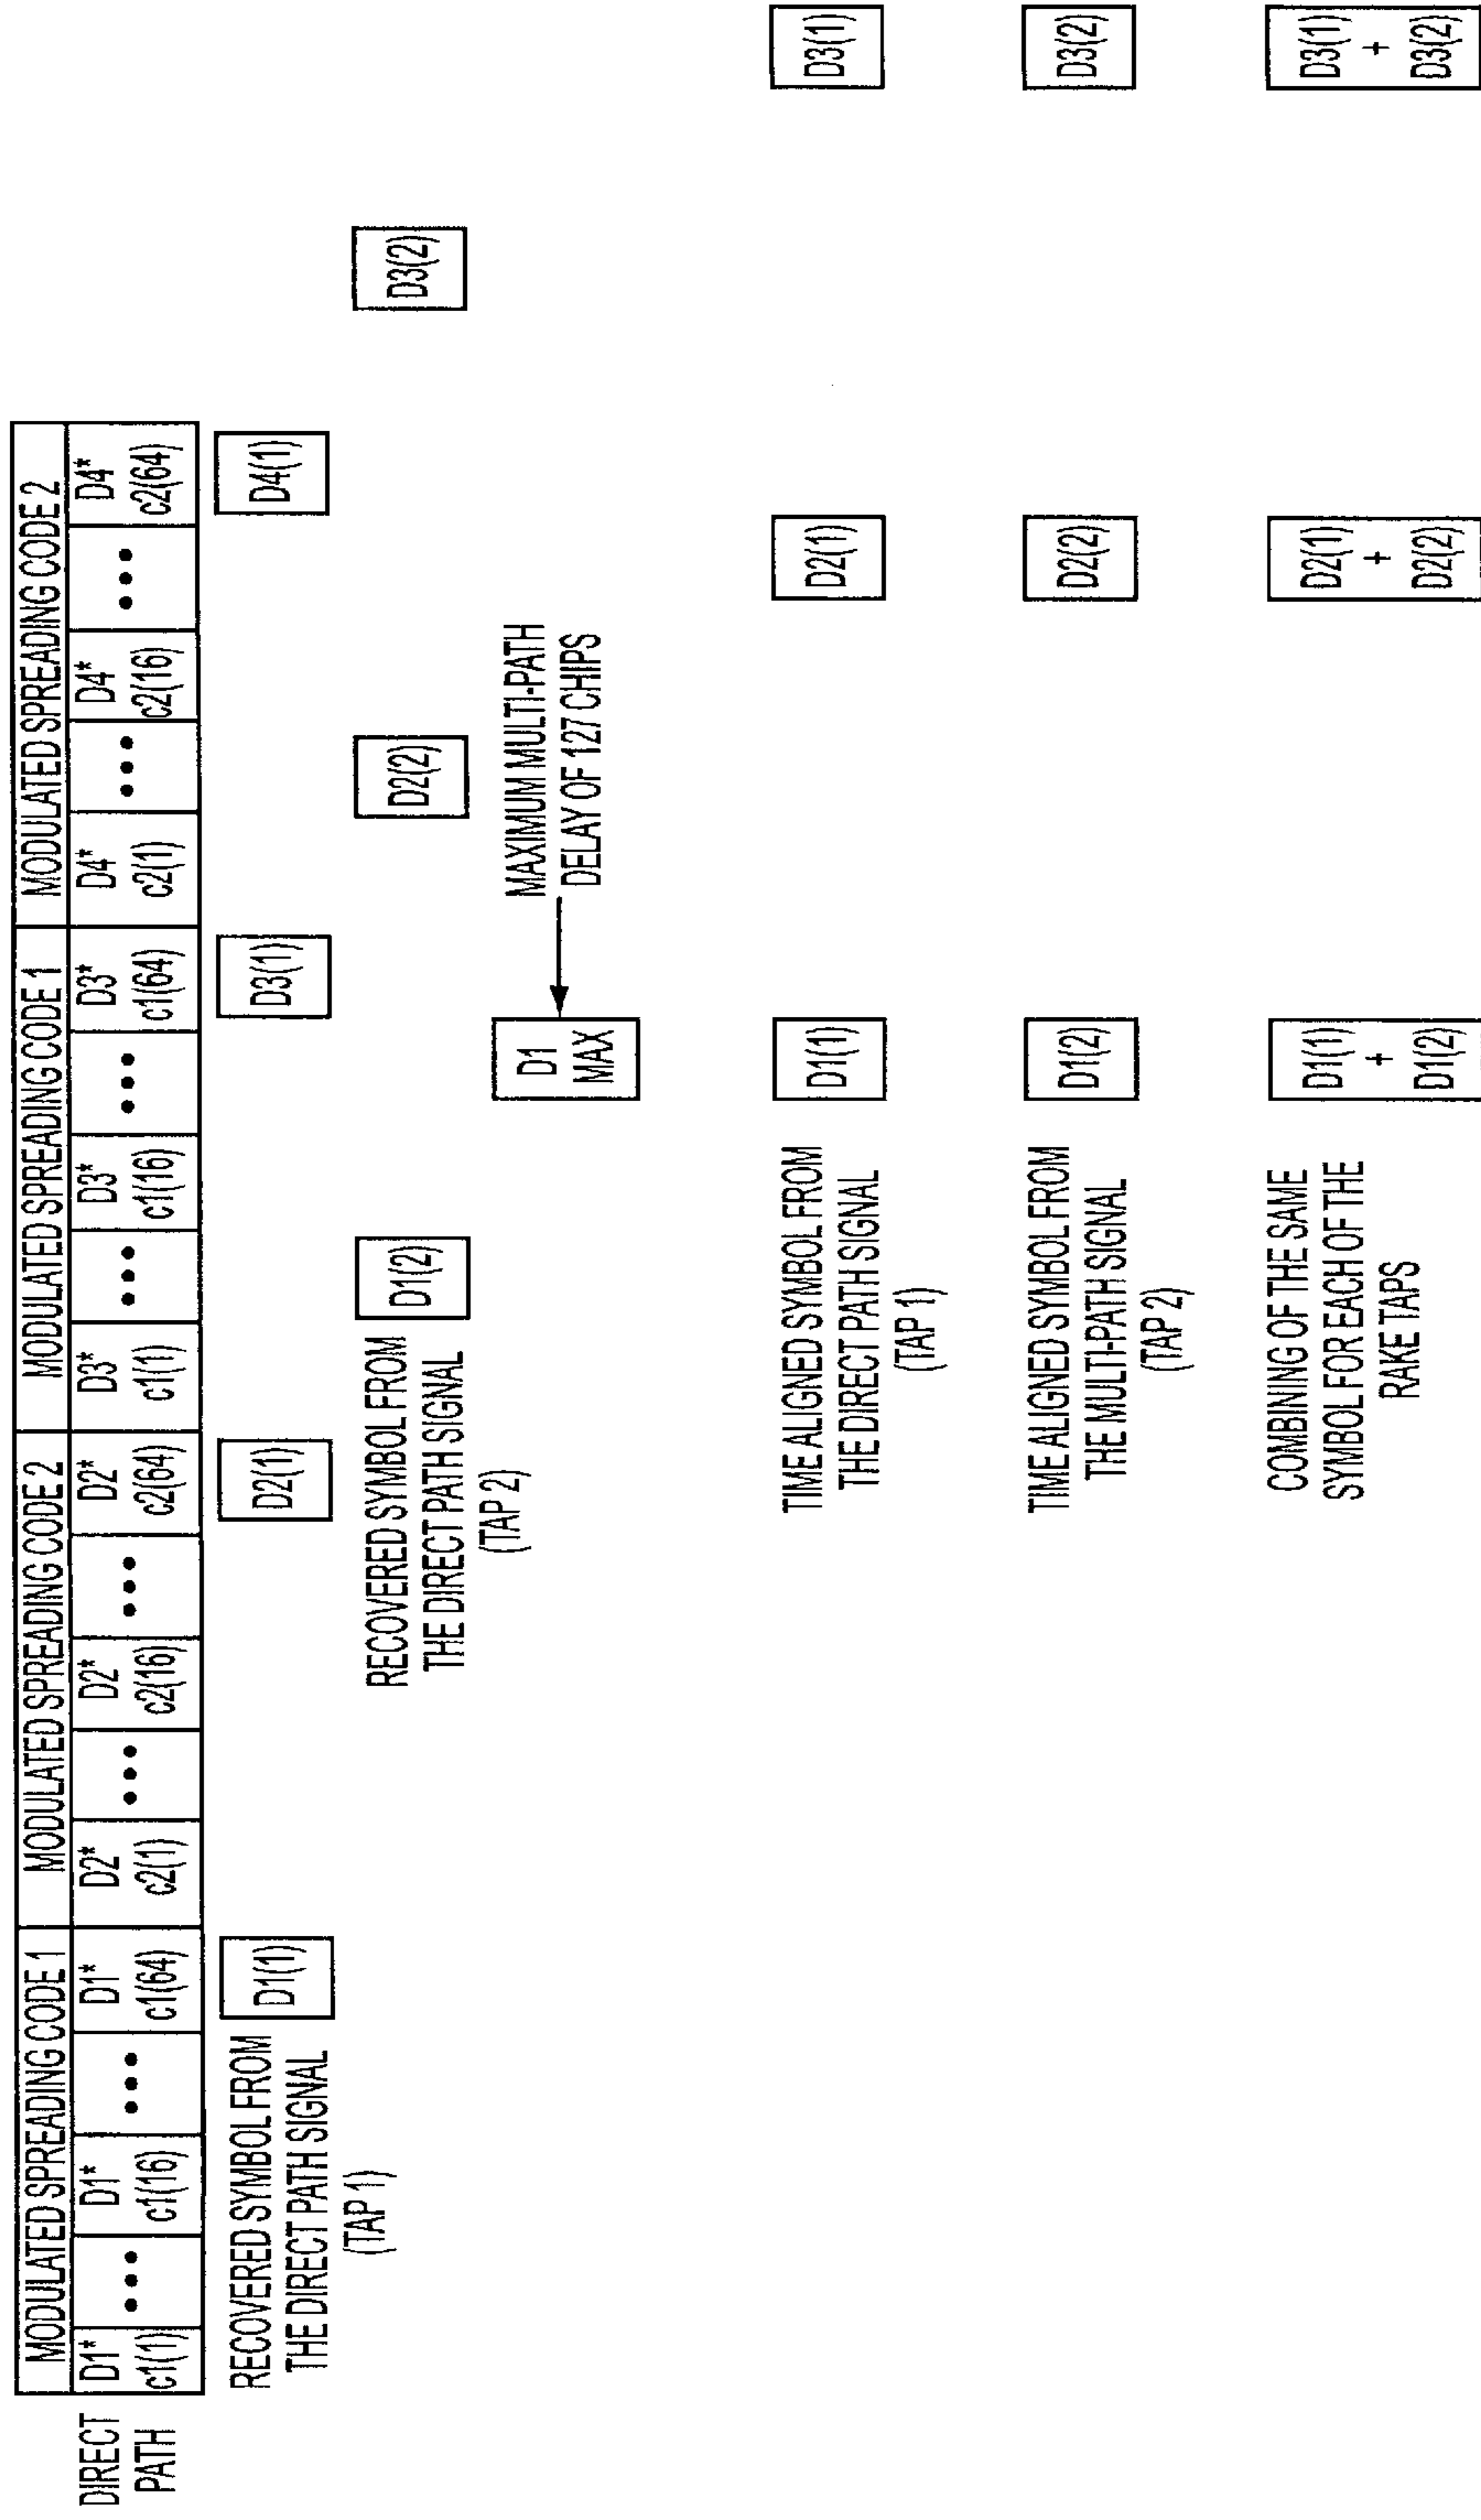 MODULATED SPREADING CODE 1 MODULATED SPREADING CODE 2 MODULATED SPREADING CODE 1 MODULATED SPREADING CODE 2
DIRECT
PATH
D1* ••• D1* ••• D1* D2* ••• D2* ••• D2* D3* ••• D3* ••• D3* D4* ••• D4* ••• D4*
c1(1) c1(16) c1(64) c2(1) c2(16) c2(64) c1(1) c1(16) c1(64) c2(1) c2(16) c2(64)
RECOVERED SYMBOL FROM
THE DIRECT PATH SIGNAL
(TAP 1)
D1(1) D2(1) D3(1) D4(1)
RECOVERED SYMBOL FROM
THE DIRECT PATH SIGNAL
(TAP 2)
D1(2) D2(2) D3(2)
D1
MAX
MAXIMUM MULTI-PATH
DELAY OF 127 CHIPS
TIME ALIGNED SYMBOL FROM
THE DIRECT PATH SIGNAL
(TAP 1)
D1(1) D2(1) D3(1)
TIME ALIGNED SYMBOL FROM
THE MULTI-PATH SIGNAL
(TAP 2)
D1(2) D2(2) D3(2)
COMBINING OF THE SAME
SYMBOL FOR EACH OF THE
RAKE TAPS
D1(1) D2(1) D3(1)
+ + +
D1(2) D2(2) D3(2)